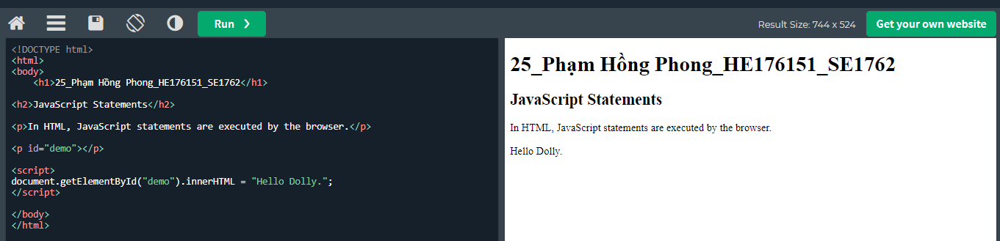 Run ❯
Result Size: 744 x 524
Get your own website
<!DOCTYPE html>
<html>
<body>
    <h1>25_Phạm Hồng Phong_HE176151_SE1762</h1>
<h2>JavaScript Statements</h2>
<p>In HTML, JavaScript statements are executed by the browser.</p>
<p id="demo"></p>
<script>
document.getElementById("demo").innerHTML = "Hello Dolly.";
</script>
</body>
</html>
25_Phạm Hồng Phong_HE176151_SE1762
JavaScript Statements
In HTML, JavaScript statements are executed by the browser.
Hello Dolly.